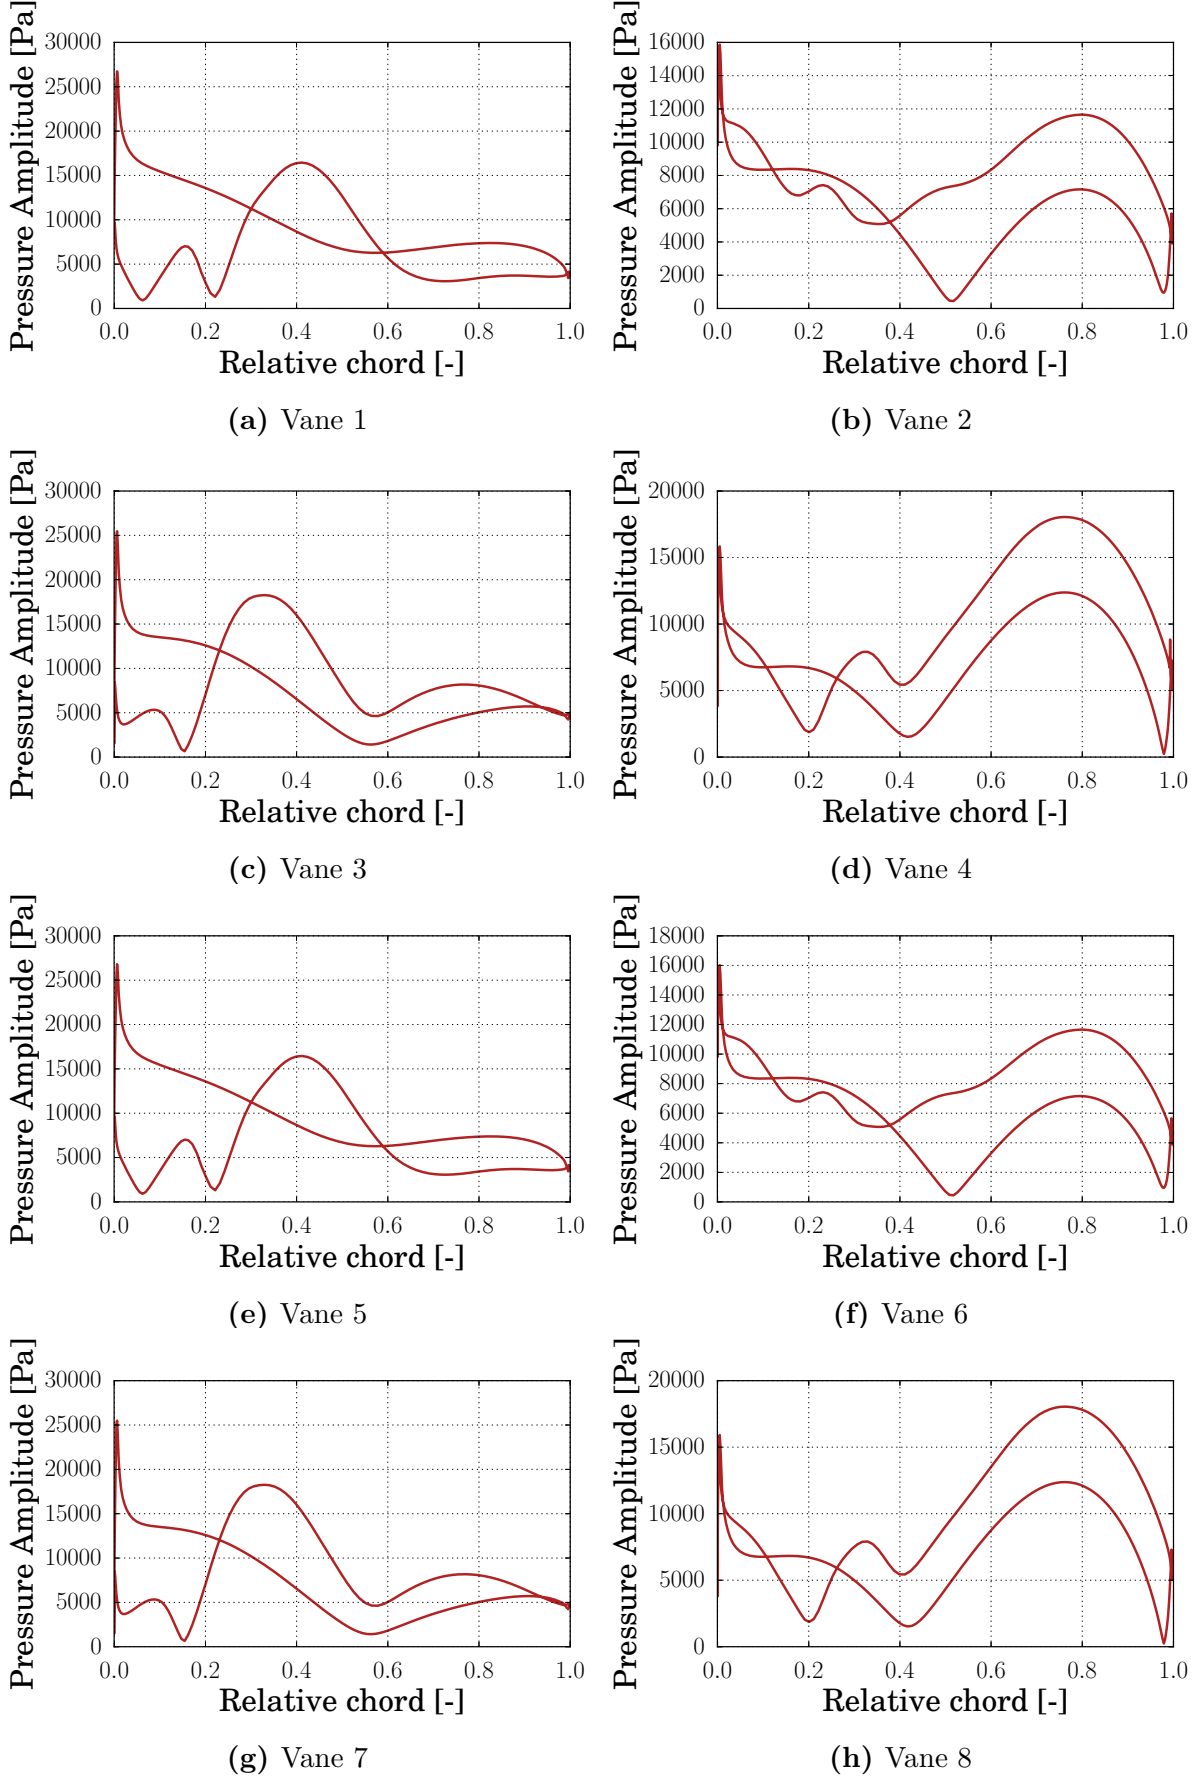 Pressure Amplitude [Pa]
30000
25000
20000
15000
10000
5000
0
0.0 0.2 0.4 0.6 0.8 1.0
Relative chord [-]
(a) Vane 1
Pressure Amplitude [Pa]
16000
14000
12000
10000
8000
6000
4000
2000
0
0.0 0.2 0.4 0.6 0.8 1.0
Relative chord [-]
(b) Vane 2
Pressure Amplitude [Pa]
30000
25000
20000
15000
10000
5000
0
0.0 0.2 0.4 0.6 0.8 1.0
Relative chord [-]
(c) Vane 3
Pressure Amplitude [Pa]
20000
15000
10000
5000
0
0.0 0.2 0.4 0.6 0.8 1.0
Relative chord [-]
(d) Vane 4
Pressure Amplitude [Pa]
30000
25000
20000
15000
10000
5000
0
0.0 0.2 0.4 0.6 0.8 1.0
Relative chord [-]
(e) Vane 5
Pressure Amplitude [Pa]
18000
16000
14000
12000
10000
8000
6000
4000
2000
0
0.0 0.2 0.4 0.6 0.8 1.0
Relative chord [-]
(f) Vane 6
Pressure Amplitude [Pa]
30000
25000
20000
15000
10000
5000
0
0.0 0.2 0.4 0.6 0.8 1.0
Relative chord [-]
(g) Vane 7
Pressure Amplitude [Pa]
20000
15000
10000
5000
0
0.0 0.2 0.4 0.6 0.8 1.0
Relative chord [-]
(h) Vane 8